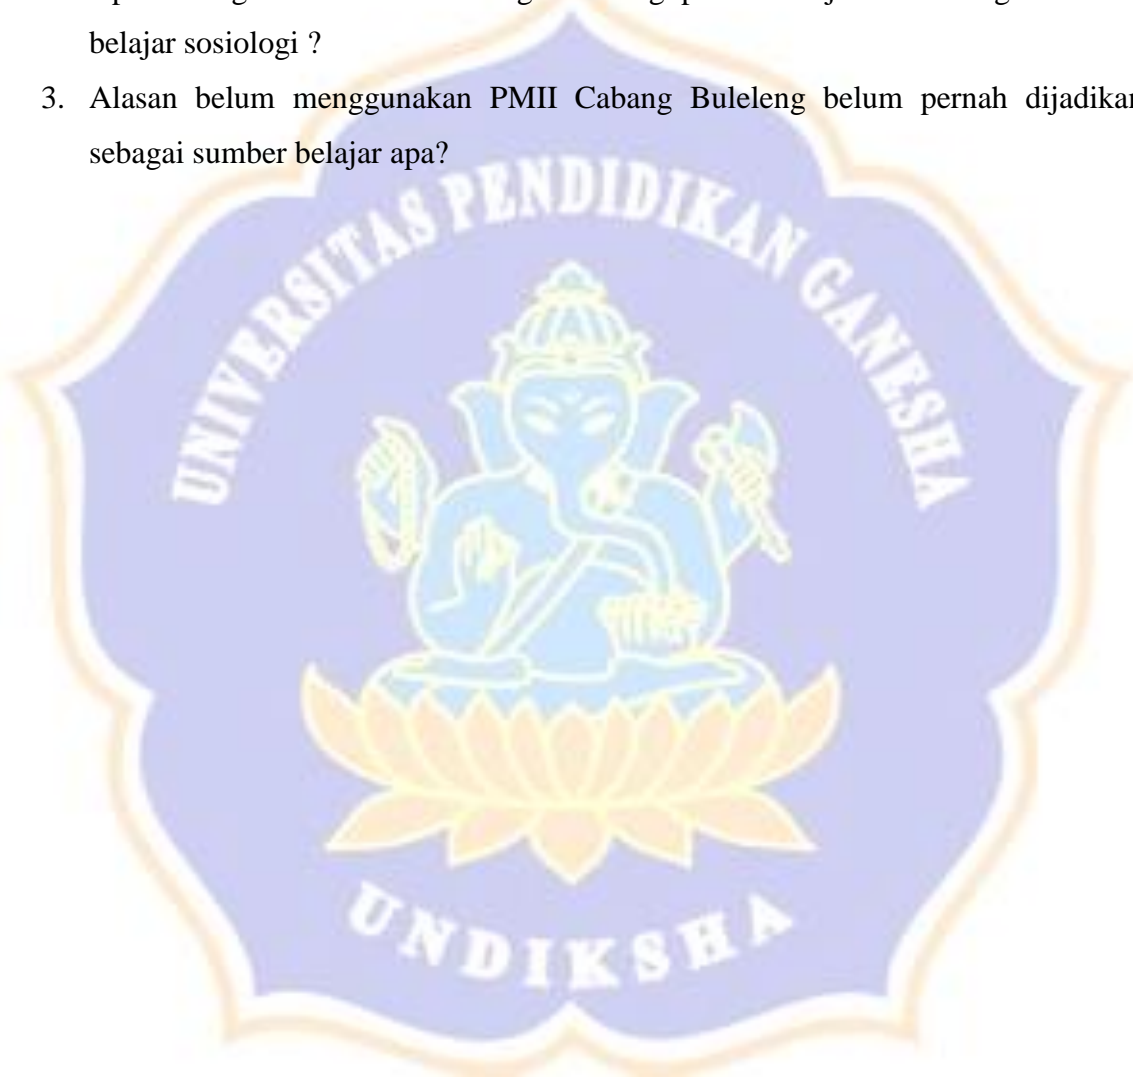 belajar sosiologi ?
3. Alasan belum menggunakan PMII Cabang Buleleng belum pernah dijadikan
sebagai sumber belajar apa?
UNIVERSITAS PENDIDIKAN GANESHA
UNDIKSHA